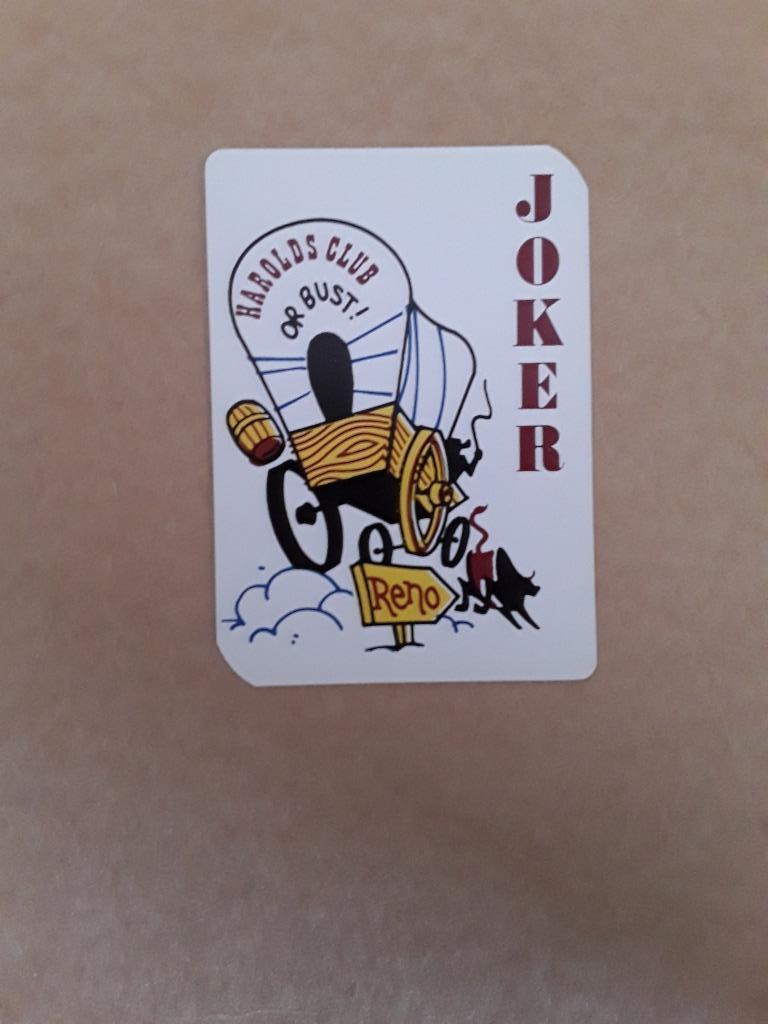 HAROLDS CLUB
OR BUST!
Reno
JOKER